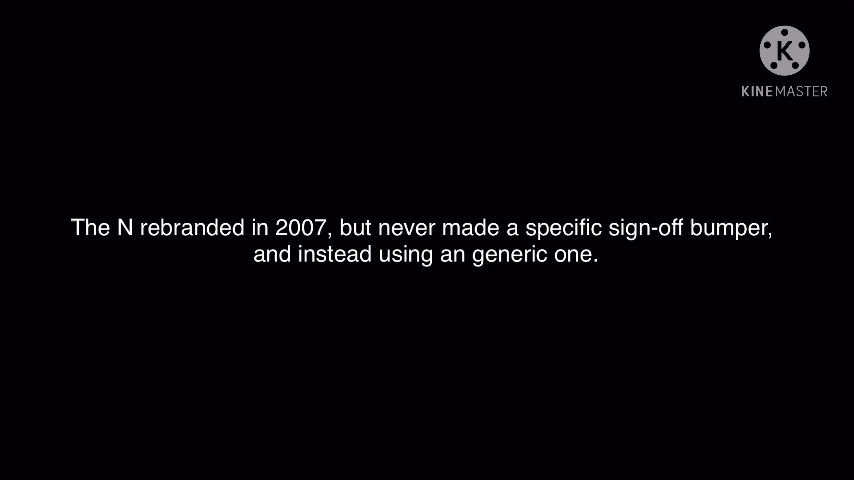 K
KINEMASTER
The N rebranded in 2007, but never made a specific sign-off bumper,
and instead using an generic one.